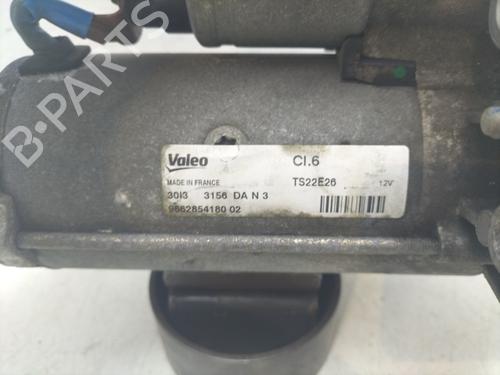 Valeo CI.6
MADE IN FRANCE TS22E26 12V
30I3 3156 DA N 3
9662854180 02
B-PARTS